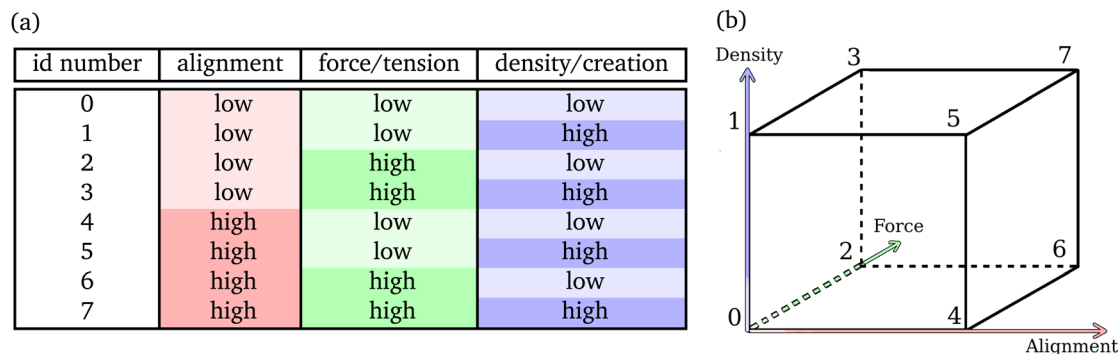 (a)
id number alignment force/tension density/creation
0 low low low
1 low low high
2 low high low
3 low high high
4 high low low
5 high low high
6 high high low
7 high high high
(b)
Density
3 7
1 5
Force
2 6
0 4
Alignment